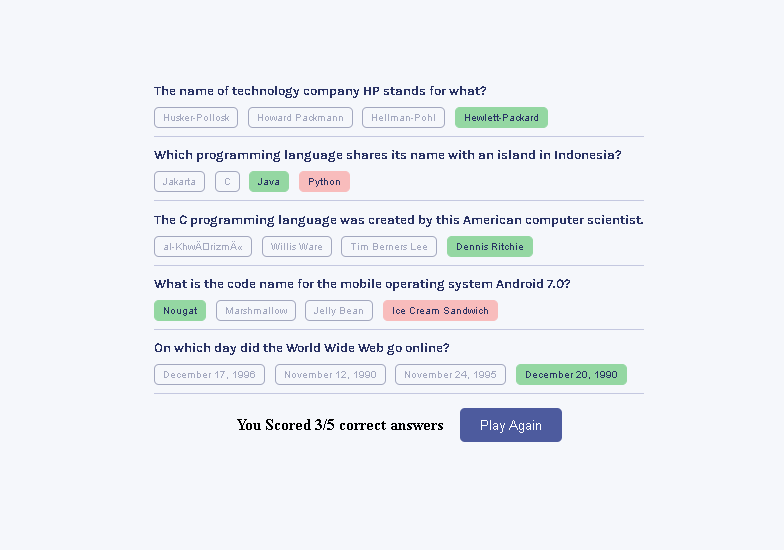 The name of technology company HP stands for what?
Husker-Pollosk Howard Packmann Hellman-Pohl Hewlett-Packard
Which programming language shares its name with an island in Indonesia?
Jakarta C Java Python
The C programming language was created by this American computer scientist.
al-KhwÄ□rizmÄ« Willis Ware Tim Berners Lee Dennis Ritchie
What is the code name for the mobile operating system Android 7.0?
Nougat Marshmallow Jelly Bean Ice Cream Sandwich
On which day did the World Wide Web go online?
December 17, 1996 November 12, 1990 November 24, 1995 December 20, 1990
You Scored 3/5 correct answers Play Again